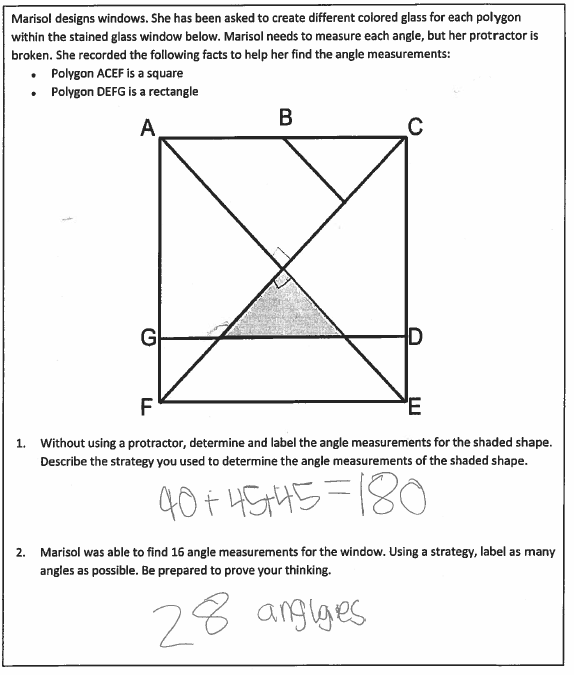 Marisol designs windows. She has been asked to create different colored glass for each polygon
within the stained glass window below. Marisol needs to measure each angle, but her protractor is
broken. She recorded the following facts to help her find the angle measurements:
• Polygon ACEF is a square
• Polygon DEFG is a rectangle
A B C
G D
F E
1. Without using a protractor, determine and label the angle measurements for the shaded shape.
Describe the strategy you used to determine the angle measurements of the shaded shape.
90+45+45=180
2. Marisol was able to find 16 angle measurements for the window. Using a strategy, label as many
angles as possible. Be prepared to prove your thinking.
28 anglges